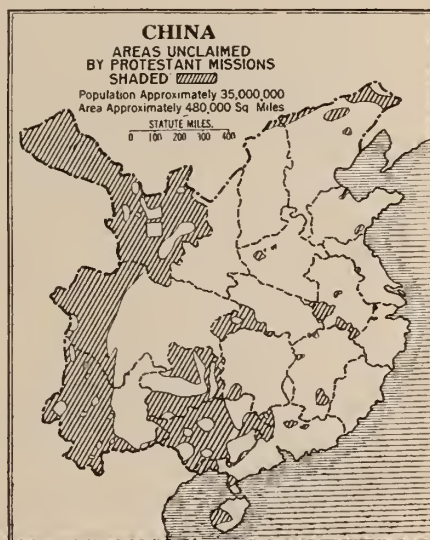 CHINA
AREAS UNCLAIMED
BY PROTESTANT MISSIONS
SHADED
Population Approximately 35,000,000
Area Approximately 480,000 Sq. Miles
STATUTE MILES.
0 100 200 300 400